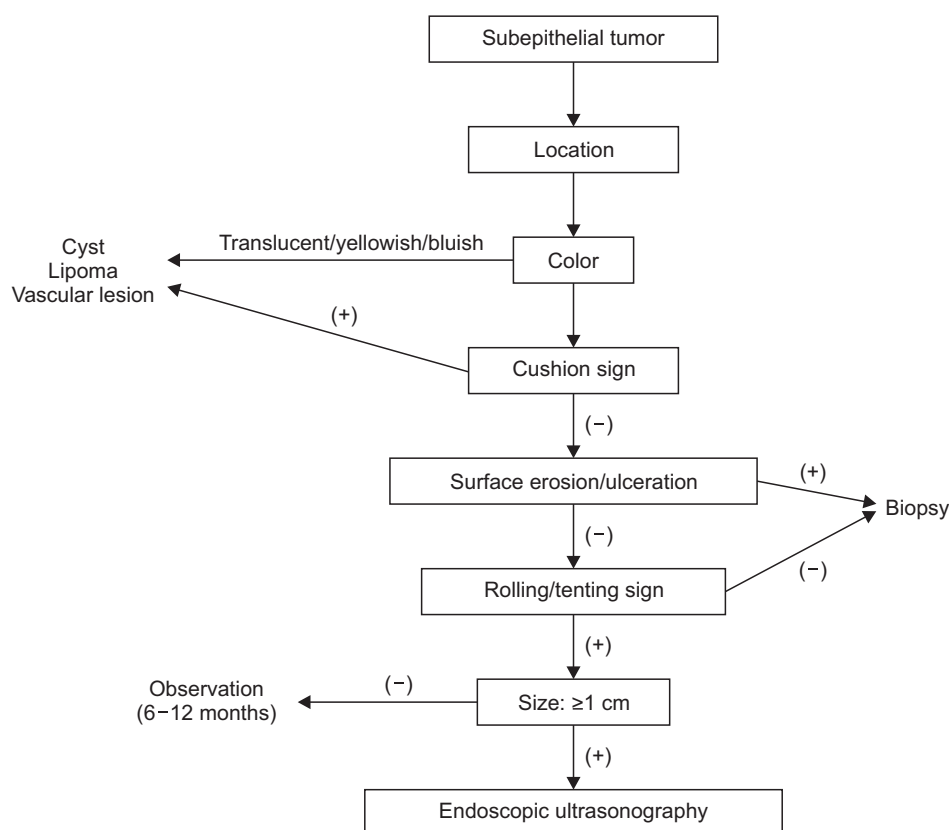 Subepithelial tumor
Location
Translucent/yellowish/bluish
Color
Cyst
Lipoma
Vascular lesion
(+)
Cushion sign
(−)
Surface erosion/ulceration
(+)
Biopsy
(−)
Rolling/tenting sign
(−)
(+)
Observation
(6−12 months)
(−)
Size: ≥1 cm
(+)
Endoscopic ultrasonography